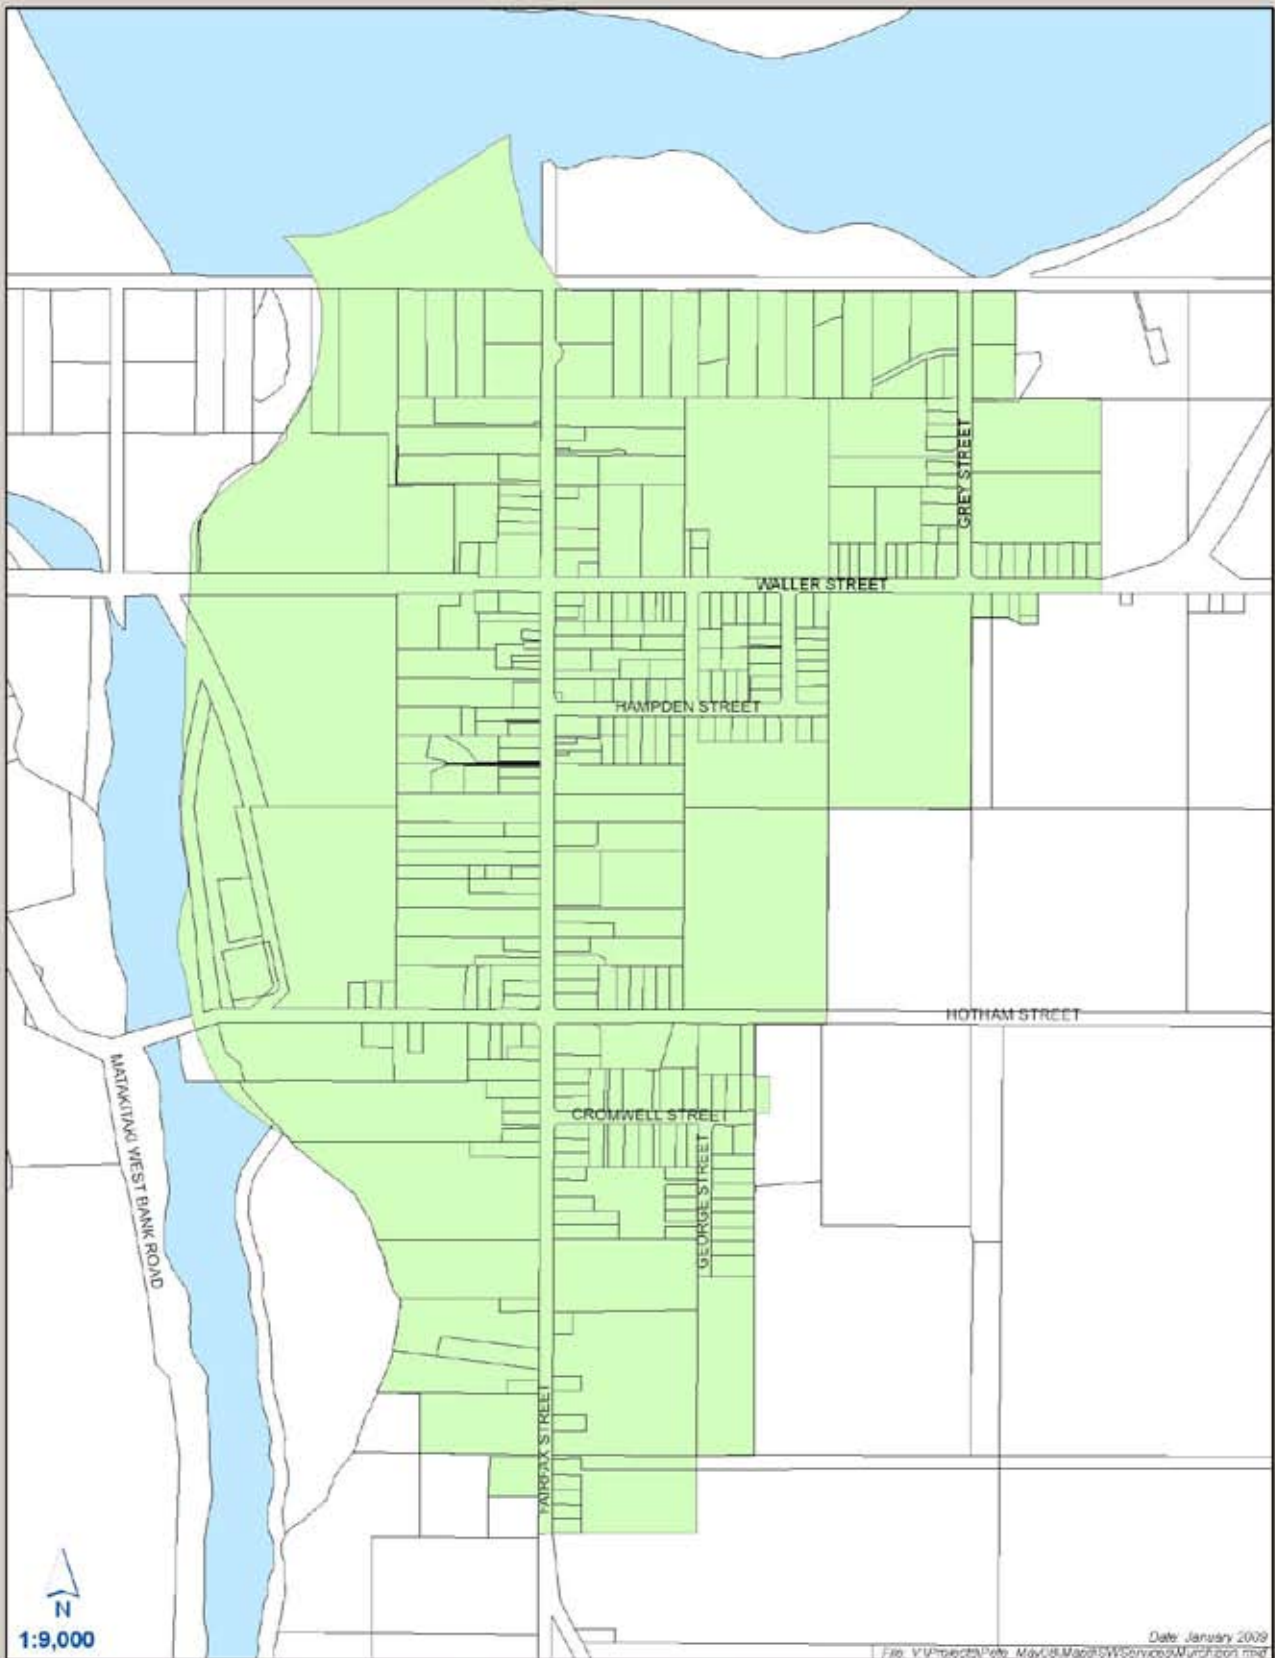 GREY STREET
WALLER STREET
HAMPDEN STREET
HOTHAM STREET
MATAKITAKI WEST BANK ROAD
CROMWELL STREET
GEORGE STREET
FAIRFAX STREET
N
1:9,000
Date: January 2009
File: